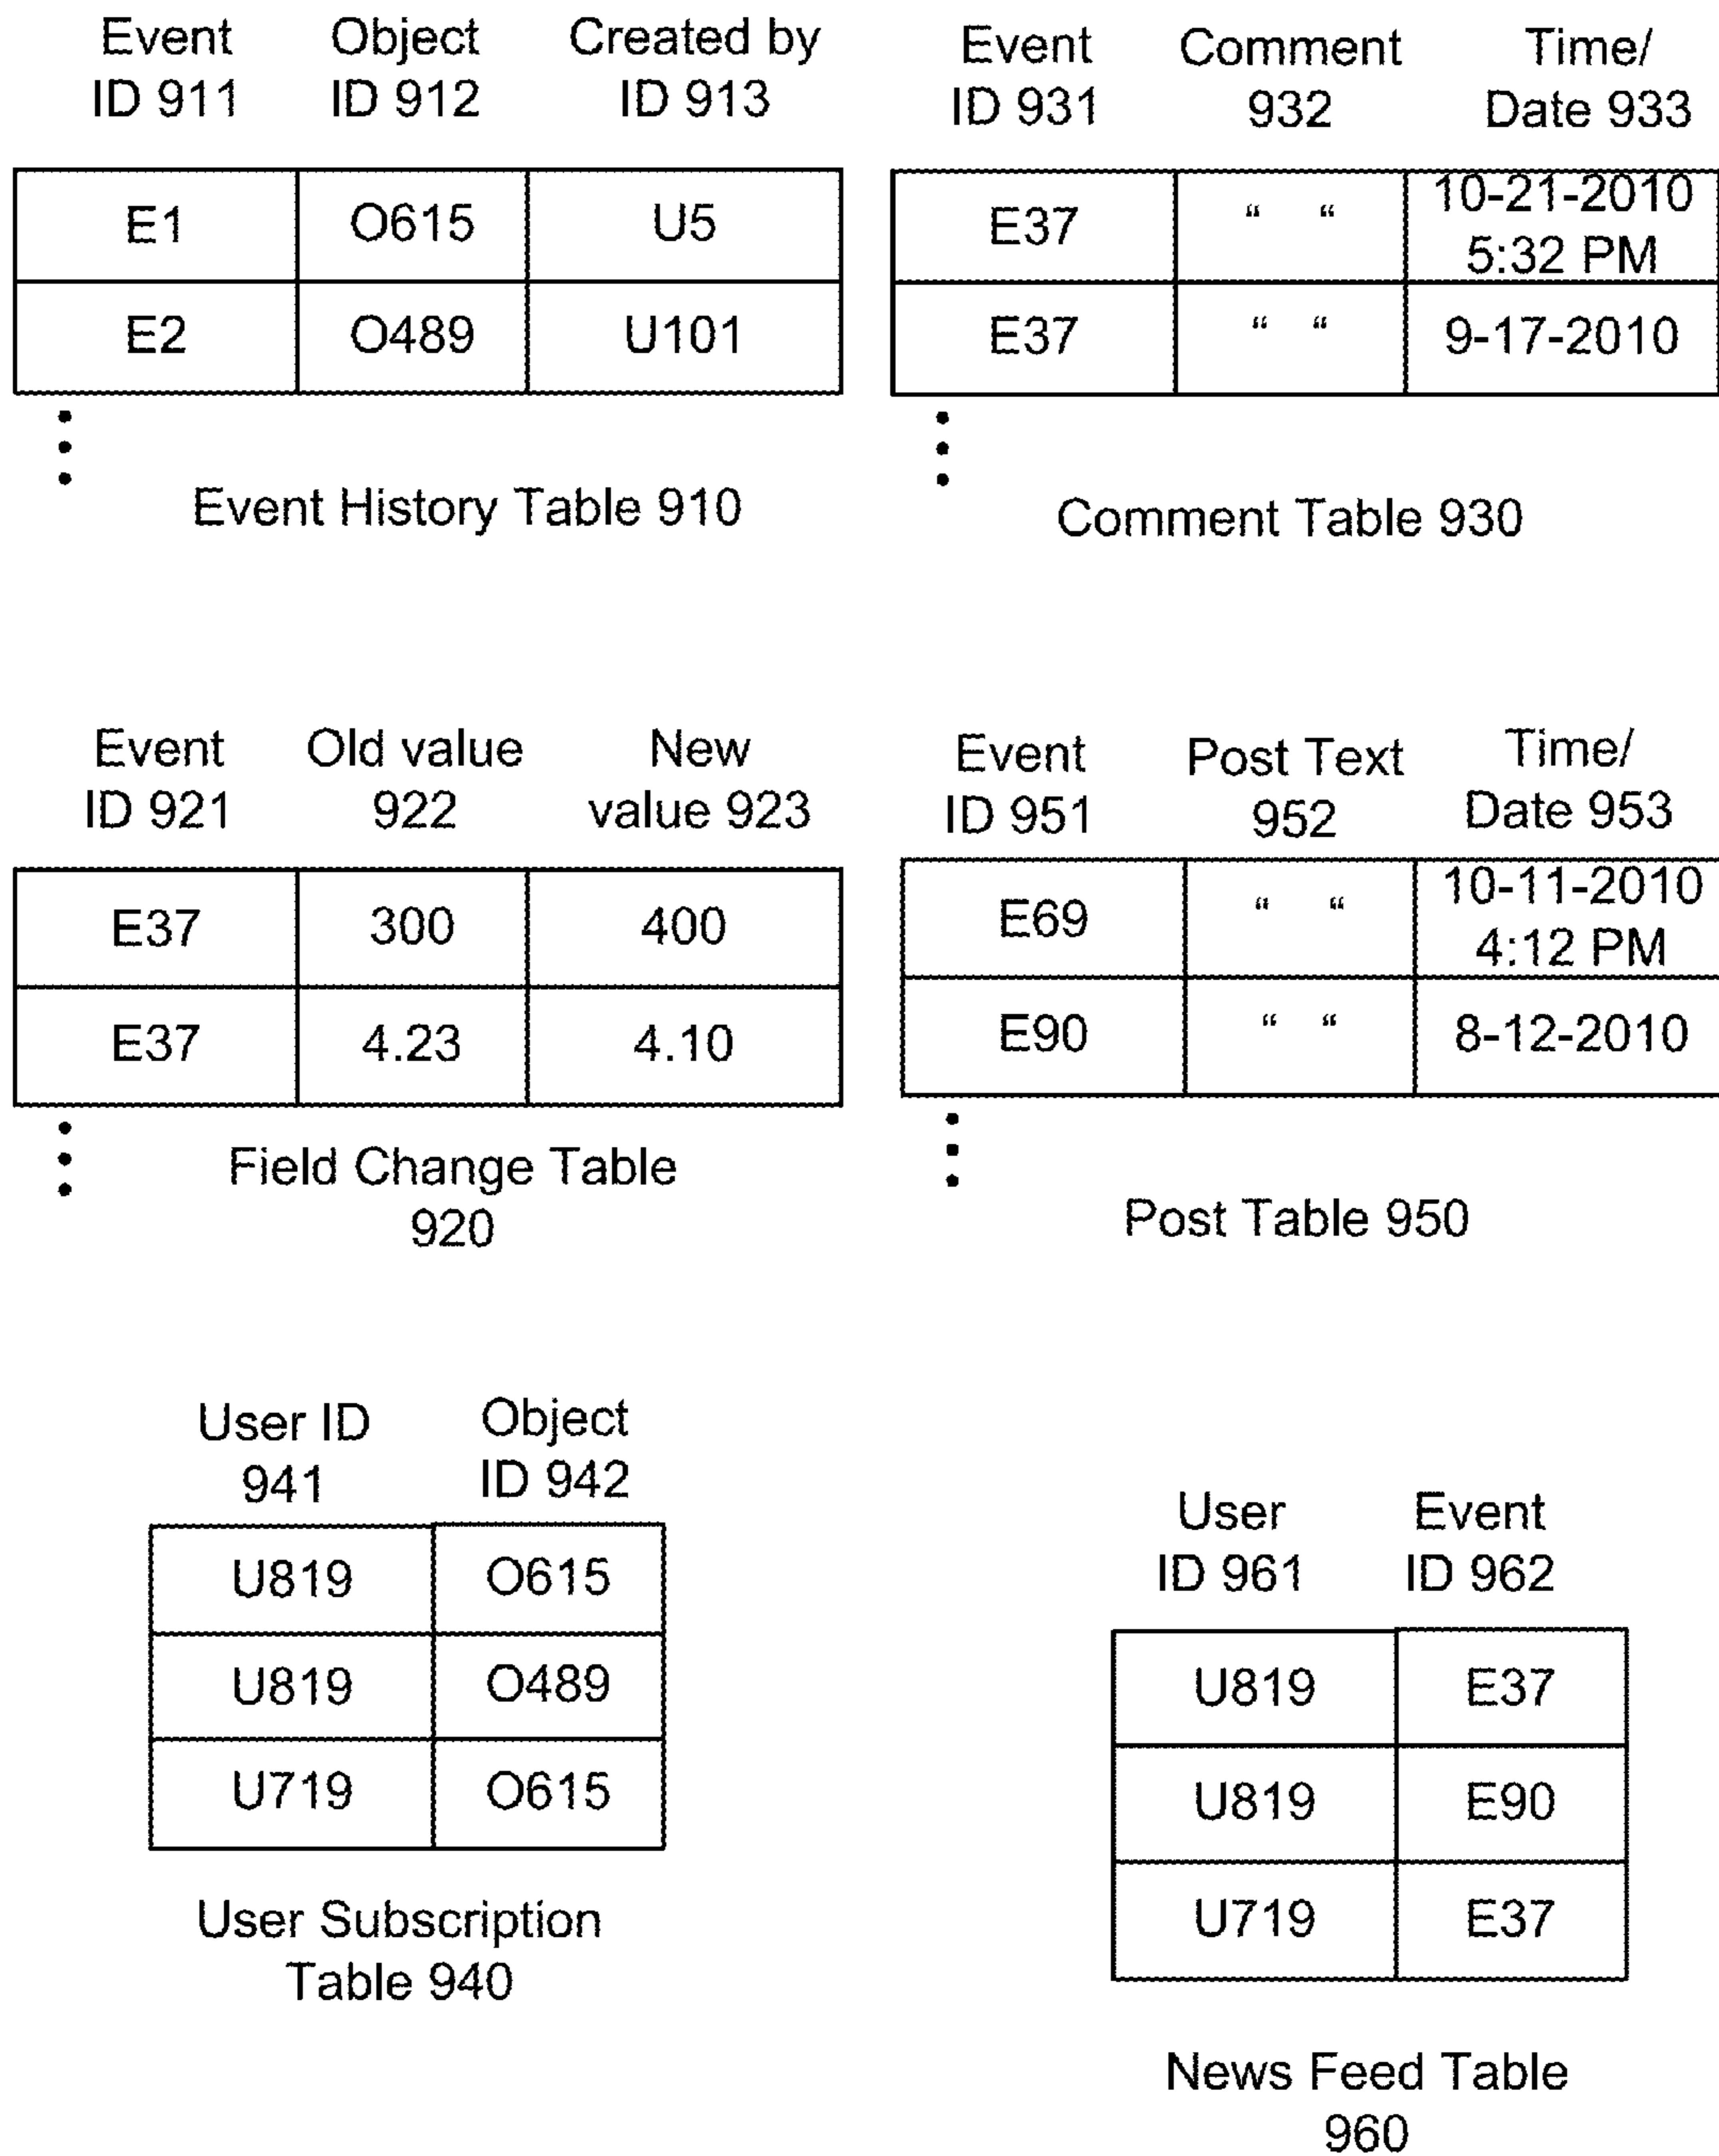 Event Object Created by
ID 911 ID 912 ID 913
E1 O615 U5
E2 O489 U101
Event History Table 910
Event Comment Time/
ID 931 932 Date 933
E37 “ “ 10-21-2010
5:32 PM
E37 “ “ 9-17-2010
Comment Table 930
Event Old value New
ID 921 922 value 923
E37 300 400
E37 4.23 4.10
Field Change Table
920
Event Post Text Time/
ID 951 952 Date 953
E69 “ “ 10-11-2010
4:12 PM
E90 “ “ 8-12-2010
Post Table 950
User ID Object
941 ID 942
U819 O615
U819 O489
U719 O615
User Subscription
Table 940
User Event
ID 961 ID 962
U819 E37
U819 E90
U719 E37
News Feed Table
960